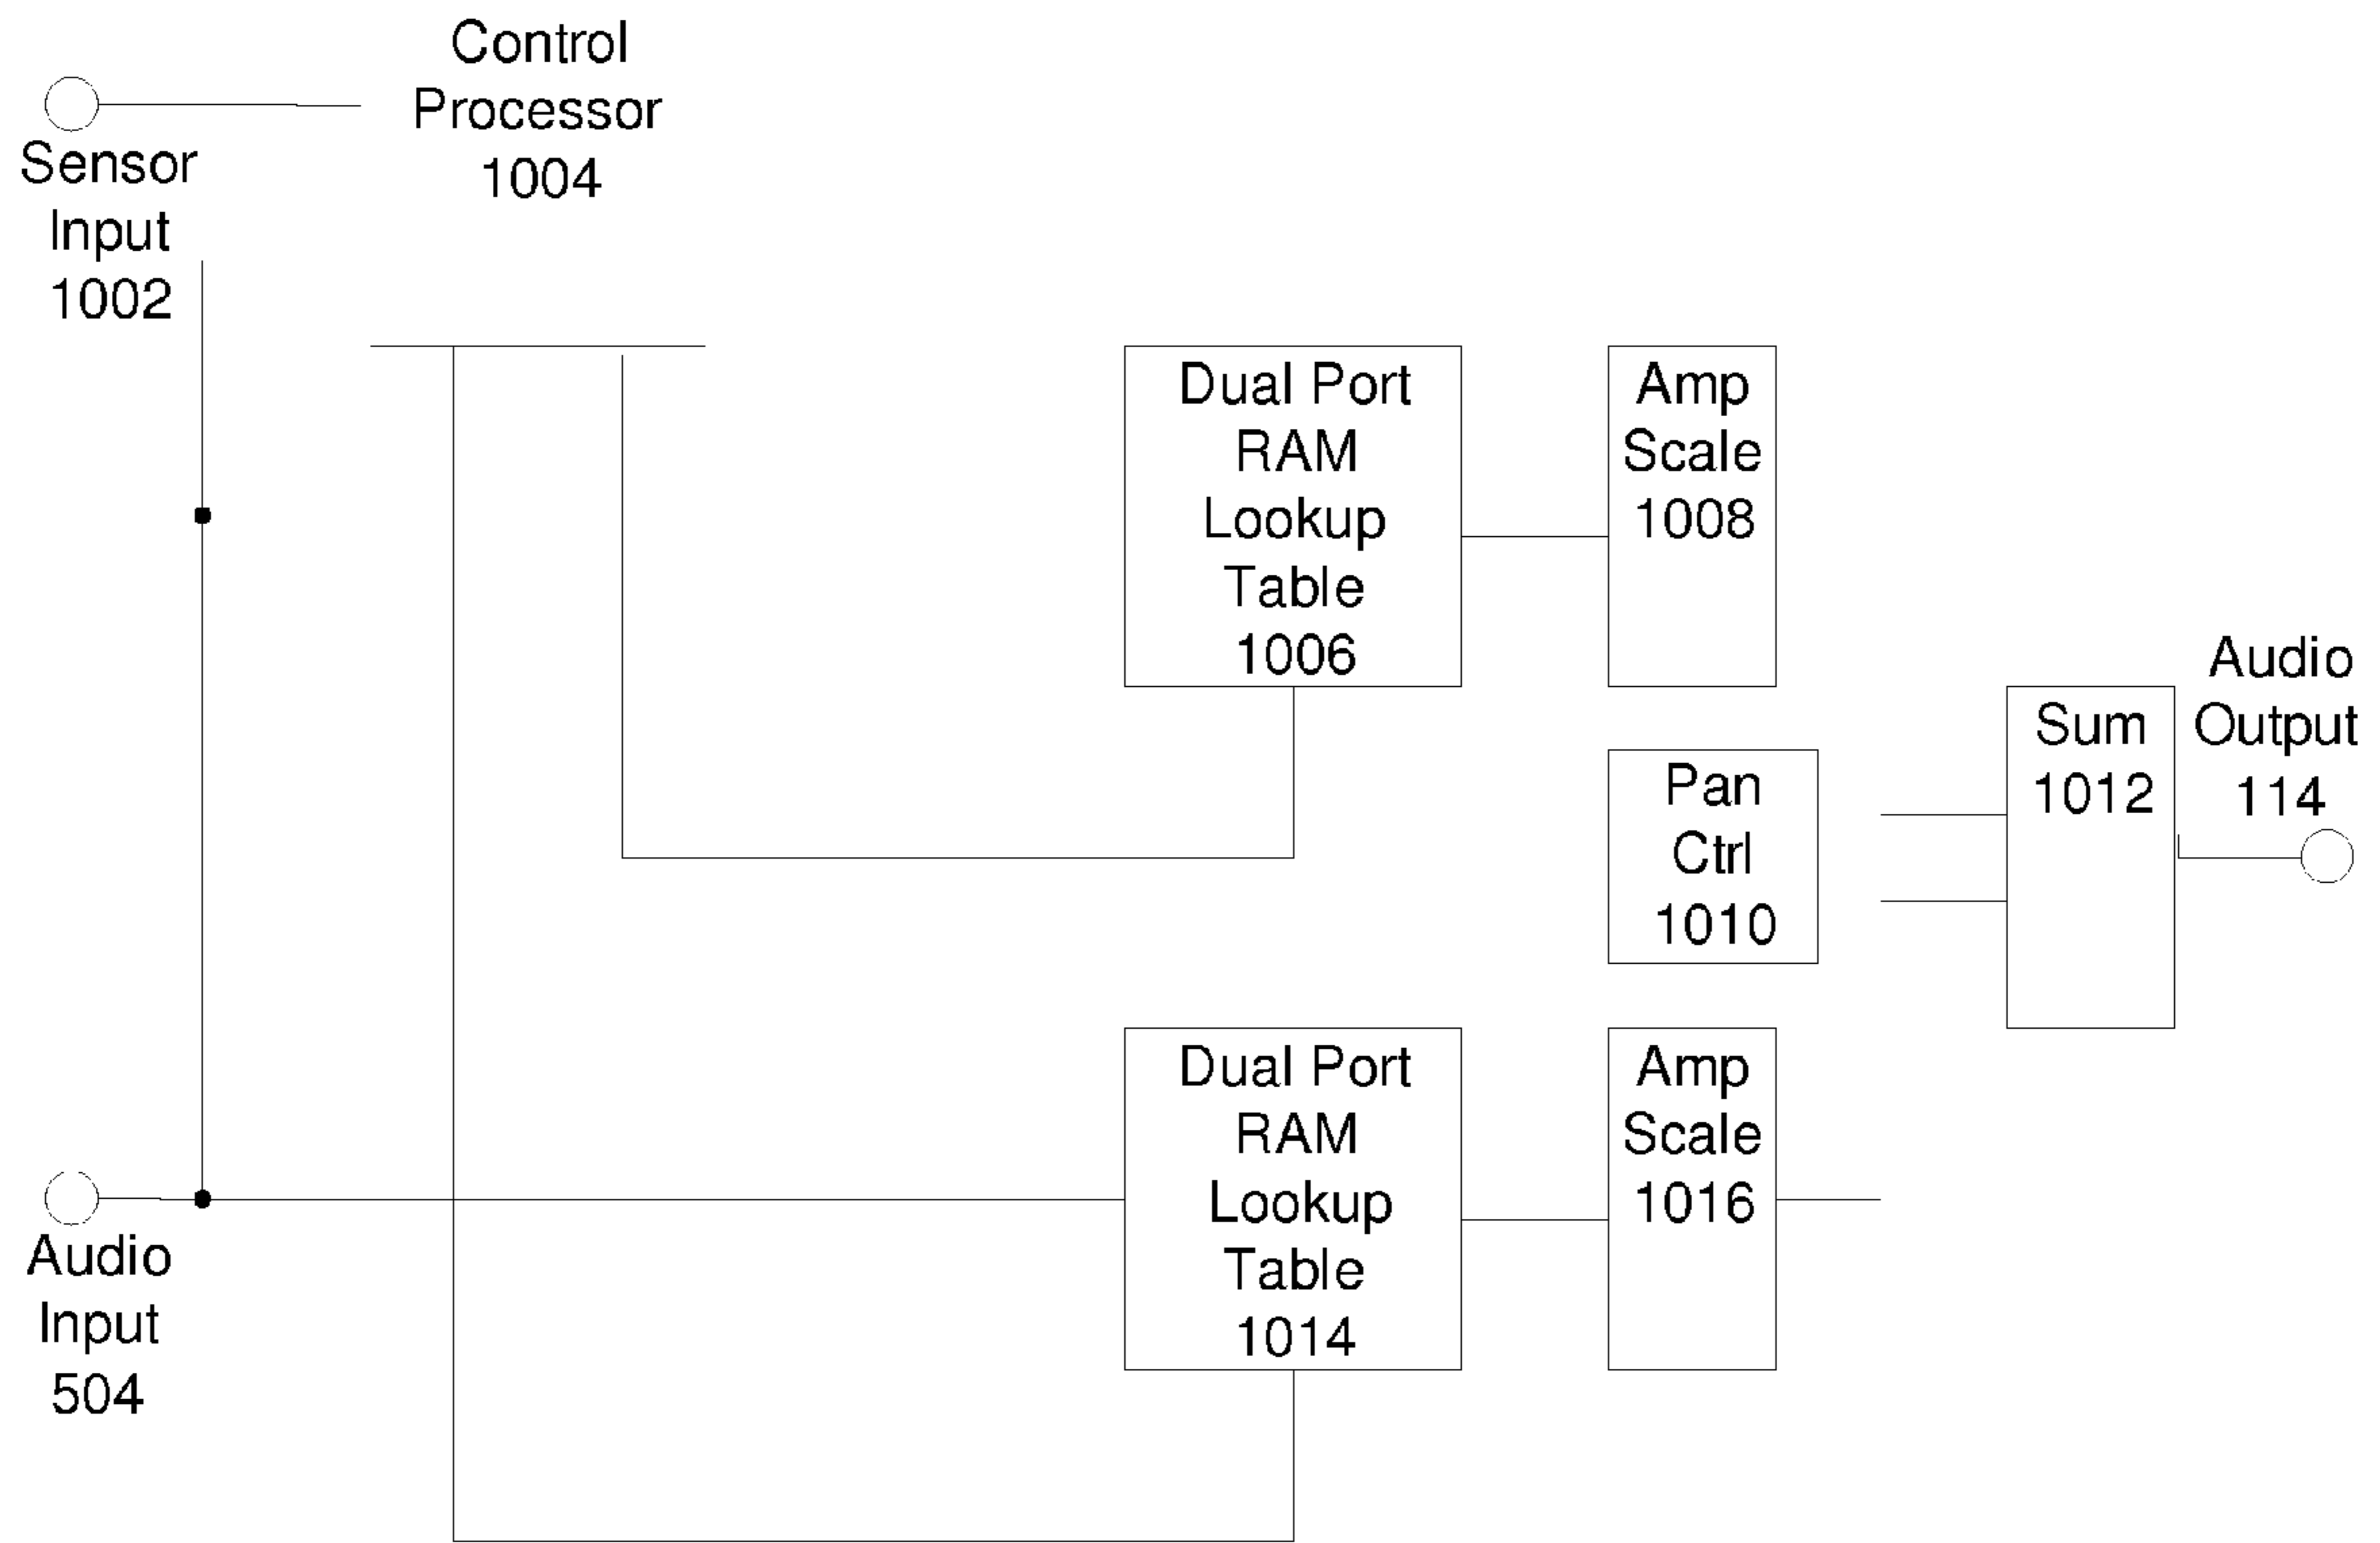 Control
Processor
1004
Sensor
Input
1002
Dual Port
RAM
Lookup
Table
1006
Amp
Scale
1008
Pan
Ctrl
1010
Sum
1012
Audio
Output
114
Audio
Input
504
Dual Port
RAM
Lookup
Table
1014
Amp
Scale
1016